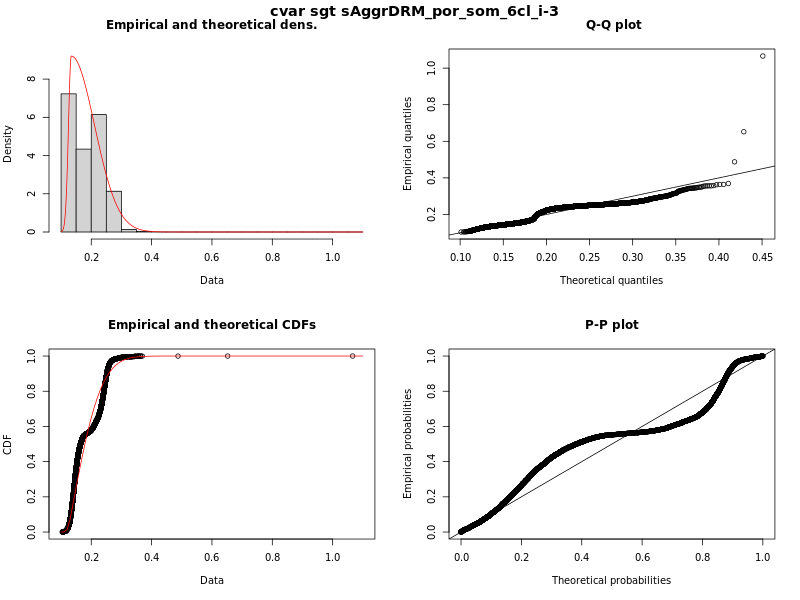 cvar sgt sAggrDRM_por_som_6cl_i-3
Empirical and theoretical dens.
Density
0 2 4 6 8
0.2 0.4 0.6 0.8 1.0
Data
Q-Q plot
Empirical quantiles
0.2 0.4 0.6 0.8 1.0
0.10 0.15 0.20 0.25 0.30 0.35 0.40 0.45
Theoretical quantiles
Empirical and theoretical CDFs
CDF
0.0 0.2 0.4 0.6 0.8 1.0
0.2 0.4 0.6 0.8 1.0
Data
P-P plot
Empirical probabilities
0.0 0.2 0.4 0.6 0.8 1.0
0.0 0.2 0.4 0.6 0.8 1.0
Theoretical probabilities